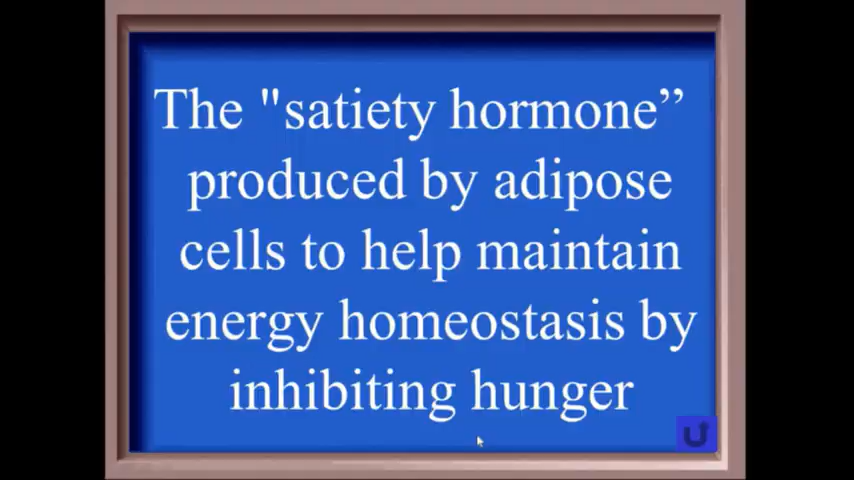 The "satiety hormone”
produced by adipose
cells to help maintain
energy homeostasis by
inhibiting hunger